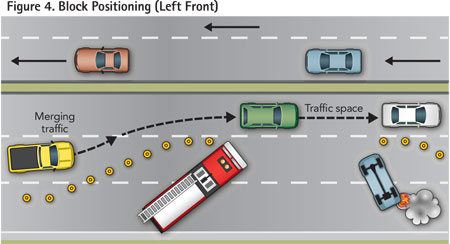 Figure 4. Block Positioning (Left Front)
Merging
traffic
Traffic space